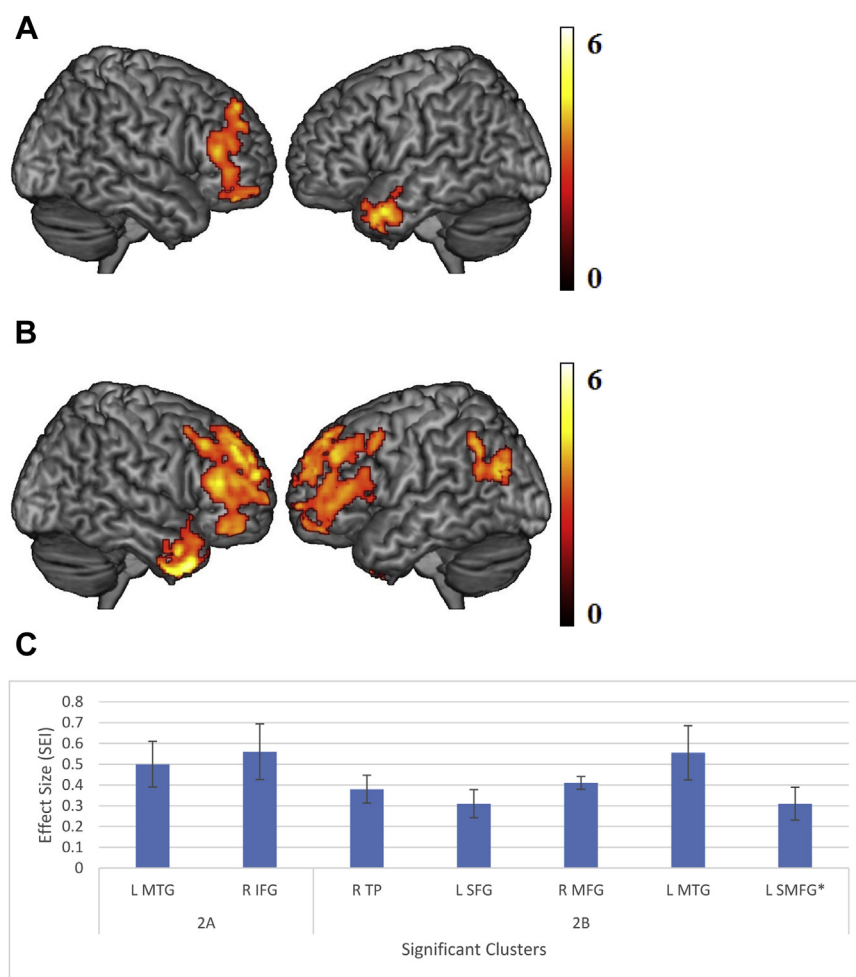 A
6
0
B
6
0
C
0.8
0.7
0.6
0.5
0.4
0.3
0.2
0.1
0
Effect Size (SEI)
L MTG R IFG R TP L SFG R MFG L MTG L SMFG*
2A 2B
Significant Clusters